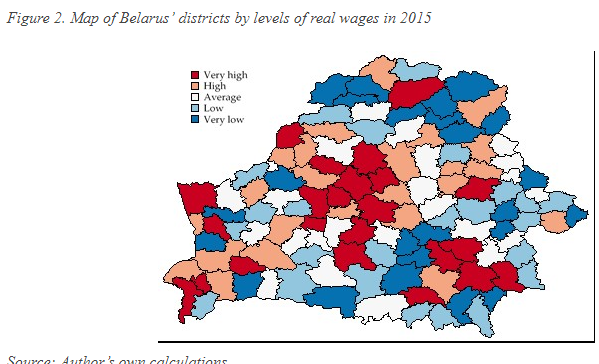 Figure 2. Map of Belarus’ districts by levels of real wages in 2015
Very high
High
Average
Low
Very low
Source: Author’s own calculations